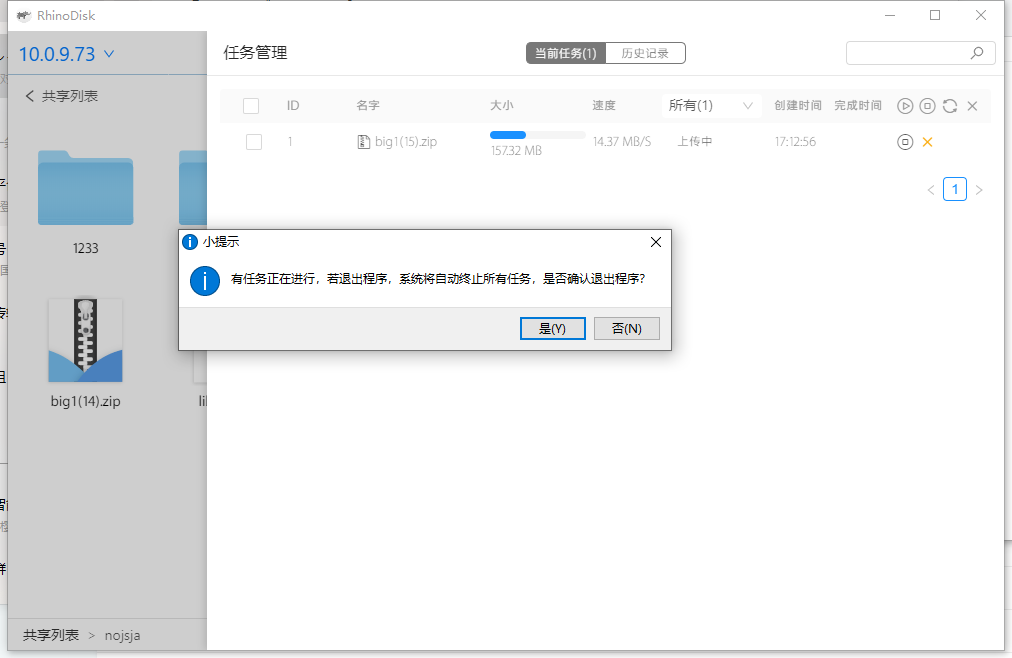 RhinoDisk
10.0.9.73
任务管理
当前任务(1)
历史记录
共享列表
ID
名字
大小
速度
所有(1)
创建时间
完成时间
1
big1(15).zip
157.32 MB
14.37 MB/S
上传中
17:12:56
1
1233
小提示
有任务正在进行，若退出程序，系统将自动终止所有任务，是否确认退出程序?
是(Y)
否(N)
big1(14).zip
共享列表 > nojsja